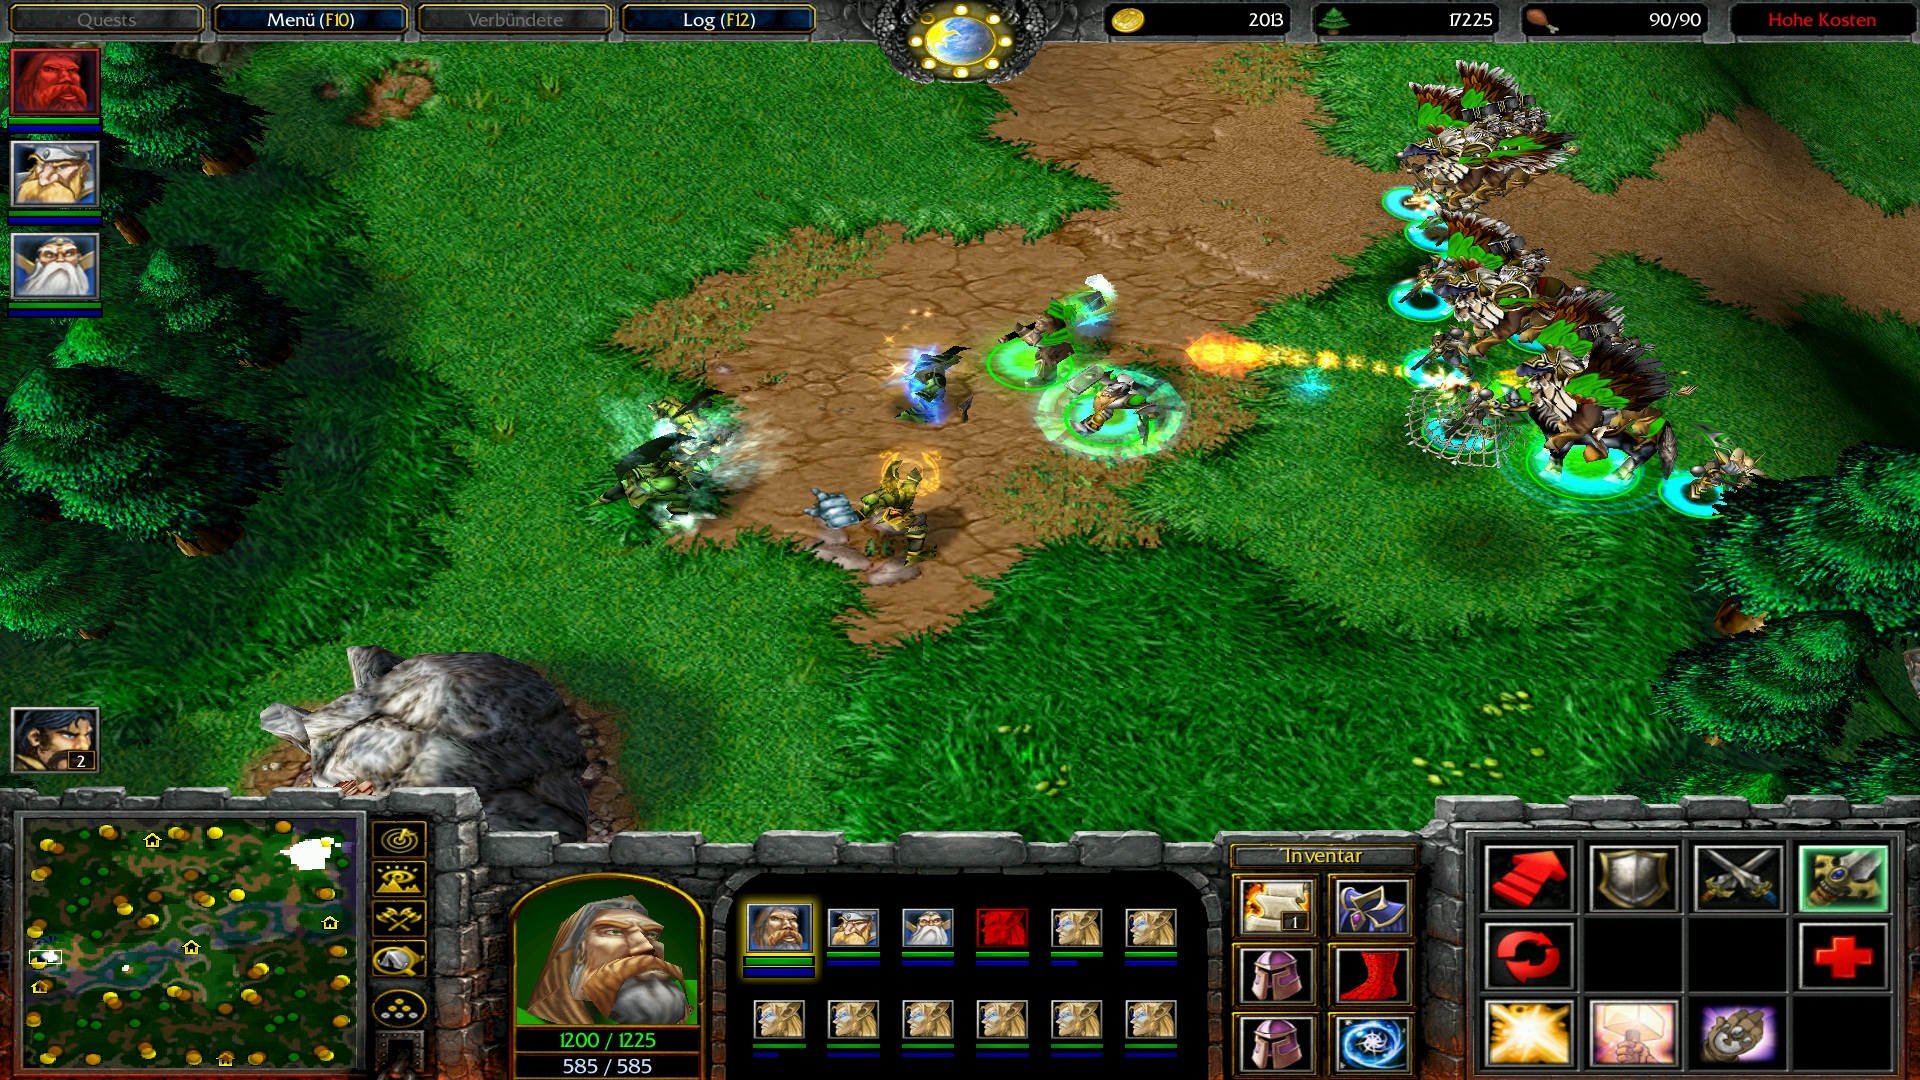 Quests
Menü (F10)
Verbündete
Log (F12)
2013
17225
90/90
Hohe Kosten
2
Inventar
1
1200 / 1225
585 / 585